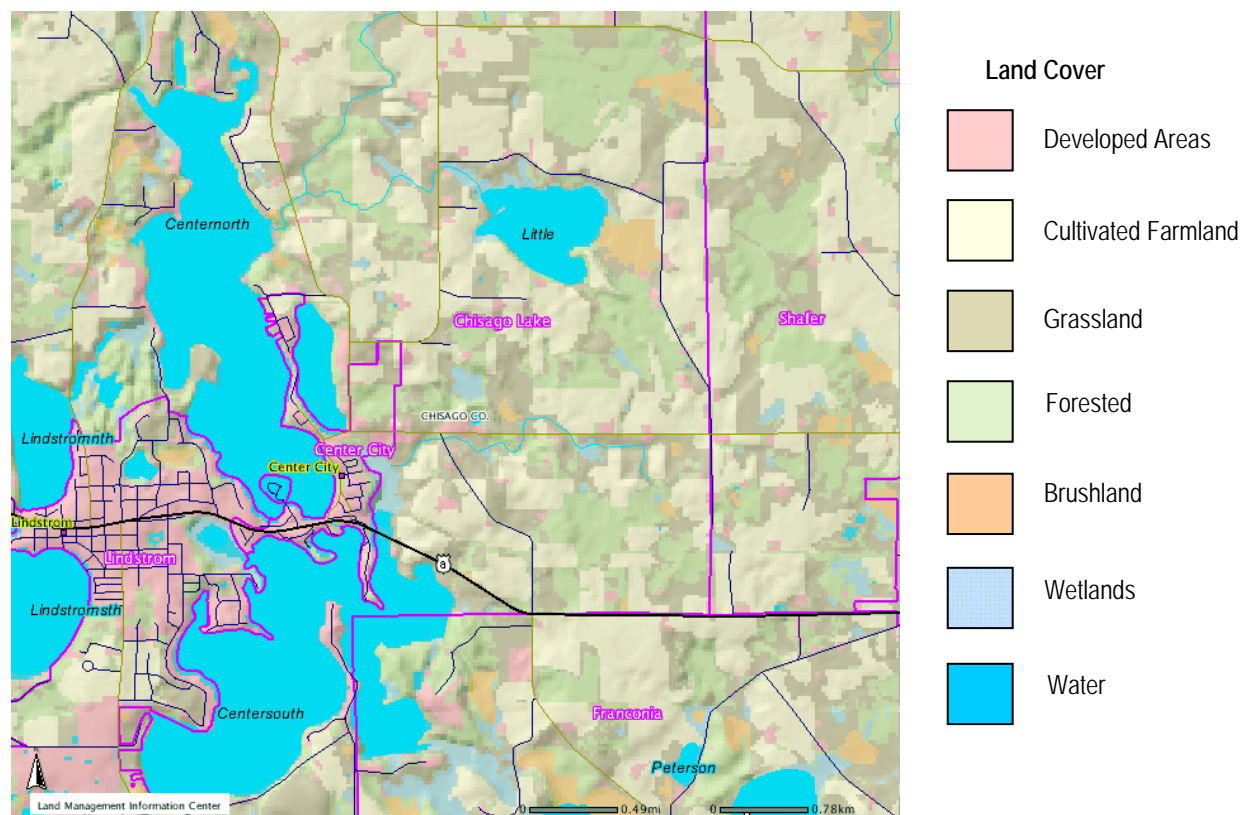 Land Cover
Developed Areas
Cultivated Farmland
Grassland
Forested
Brushland
Wetlands
Water
Centernorth
Little
Chisago Lake
Shafer
CHISAGO CO.
Lindstromnth
Center City
Center City
Lindstrom
8
Lindstrom
Lindstromsth
Centersouth
Franconia
Peterson
N
Land Management Information Center
0 0.49mi 0 0.78km